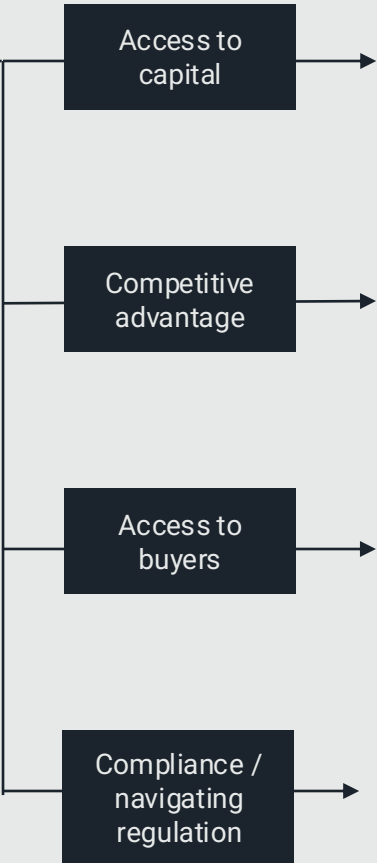 Access to
capital
Competitive
advantage
Access to
buyers
Compliance /
navigating
regulation